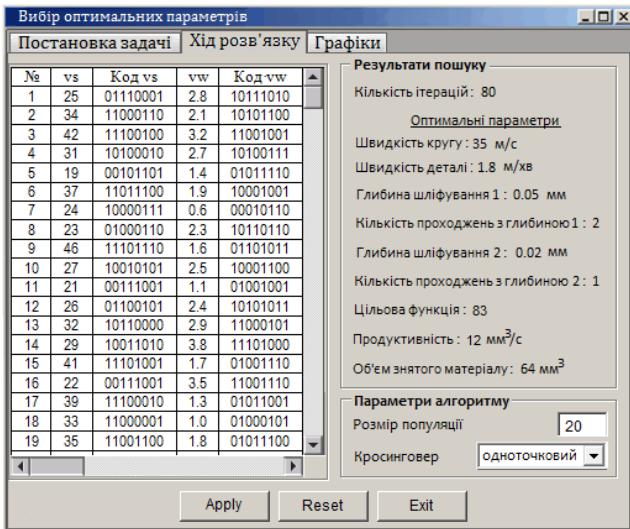 Вибір оптимальних параметрів
Постановка задачі Хід розв'язку Графіки
№ vs Код vs vw Код vw
1 25 01110001 2.8 10111010
2 34 11000110 2.1 10101100
3 42 11100100 3.2 11001001
4 31 10100010 2.7 10100111
5 19 00101101 1.4 01011110
6 37 11011100 1.9 10001001
7 24 10000111 0.6 00010110
8 23 01000110 2.3 10110110
9 46 11101110 1.6 01101011
10 27 10010101 2.5 10001100
11 21 00111001 1.1 01001001
12 26 01100101 2.4 10101011
13 32 10110000 2.9 11000101
14 29 10011010 3.8 11101000
15 41 11101001 1.7 01001110
16 22 00111001 3.5 11001110
17 39 11100010 1.3 01011001
18 33 11000001 1.0 01000101
19 35 11001100 1.8 01011100
Результати пошуку
Кількість ітерацій : 80
Оптимальні параметри
Швидкість кругу : 35 м/с
Швидкість деталі : 1.8 м/хв
Глибина шліфування 1 : 0.05 мм
Кількість проходжень з глибиною 1 : 2
Глибина шліфування 2 : 0.02 мм
Кількість проходжень з глибиною 2 : 1
Цільова функція : 83
Продуктивність : 12 мм³/с
Об'єм знятого матеріалу : 64 мм³
Параметри алгоритму
Розмір популяції 20
Кросинговер одноточковий
Apply Reset Exit